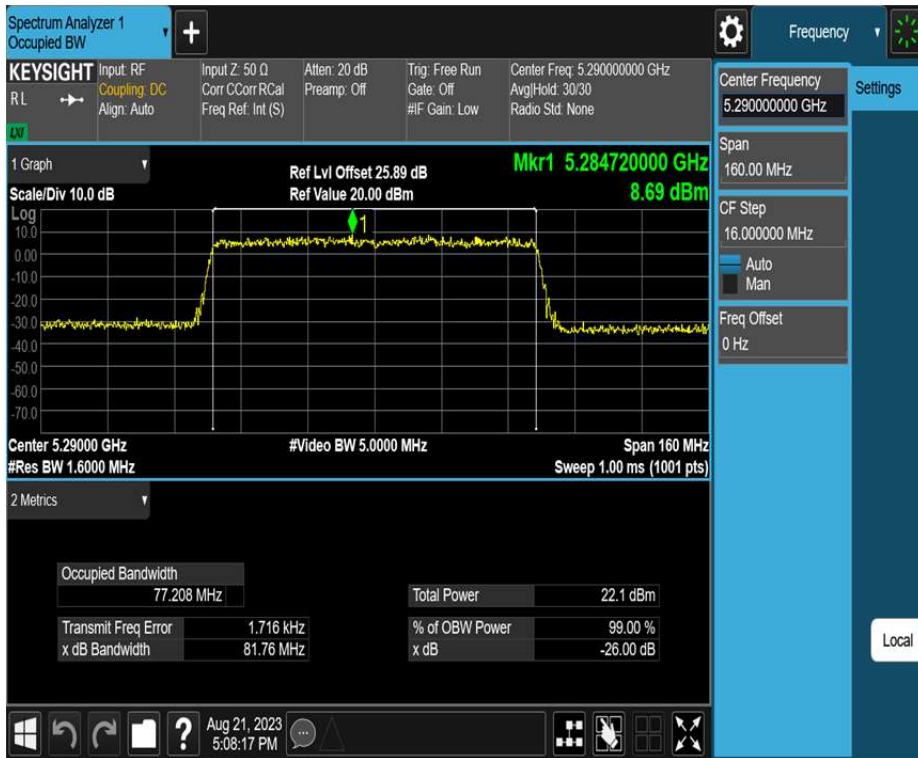 Spectrum Analyzer 1
Occupied BW
+
Frequency
KEYSIGHT
RL
LXI
Input: RF
Coupling: DC
Align: Auto
Input Z: 50 Ω
Corr CCorr RCal
Freq Ref: Int (S)
Atten: 20 dB
Preamp: Off
Trig: Free Run
Gate: Off
#IF Gain: Low
Center Freq: 5.290000000 GHz
Avg|Hold: 30/30
Radio Std: None
Center Frequency
5.290000000 GHz
Settings
Span
160.00 MHz
CF Step
16.000000 MHz
Auto
Man
Freq Offset
0 Hz
1 Graph
Scale/Div 10.0 dB
Ref Lvl Offset 25.89 dB
Ref Value 20.00 dBm
Mkr1 5.284720000 GHz
8.69 dBm
Log
1
10.0
0.00
-10.0
-20.0
-30.0
-40.0
-50.0
-60.0
-70.0
Center 5.29000 GHz
#Video BW 5.0000 MHz
Span 160 MHz
#Res BW 1.6000 MHz
Sweep 1.00 ms (1001 pts)
2 Metrics
Occupied Bandwidth
77.208 MHz
Total Power 22.1 dBm
Transmit Freq Error 1.716 kHz
% of OBW Power 99.00 %
x dB Bandwidth 81.76 MHz
x dB -26.00 dB
Local
?
Aug 21, 2023
5:08:17 PM